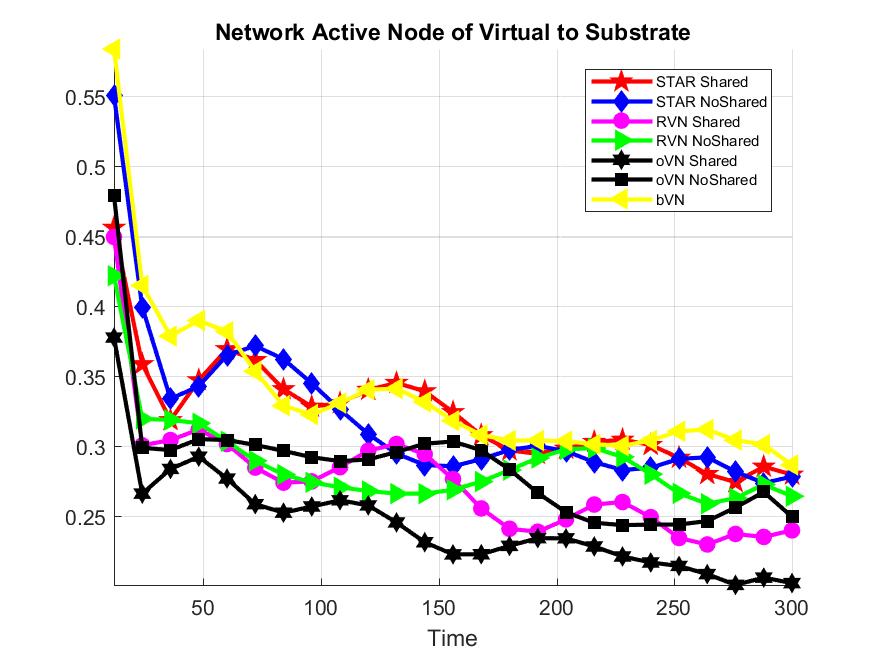 Network Active Node of Virtual to Substrate
STAR Shared
STAR NoShared
RVN Shared
RVN NoShared
oVN Shared
oVN NoShared
bVN
0.55
0.5
0.45
0.4
0.35
0.3
0.25
50 100 150 200 250 300
Time